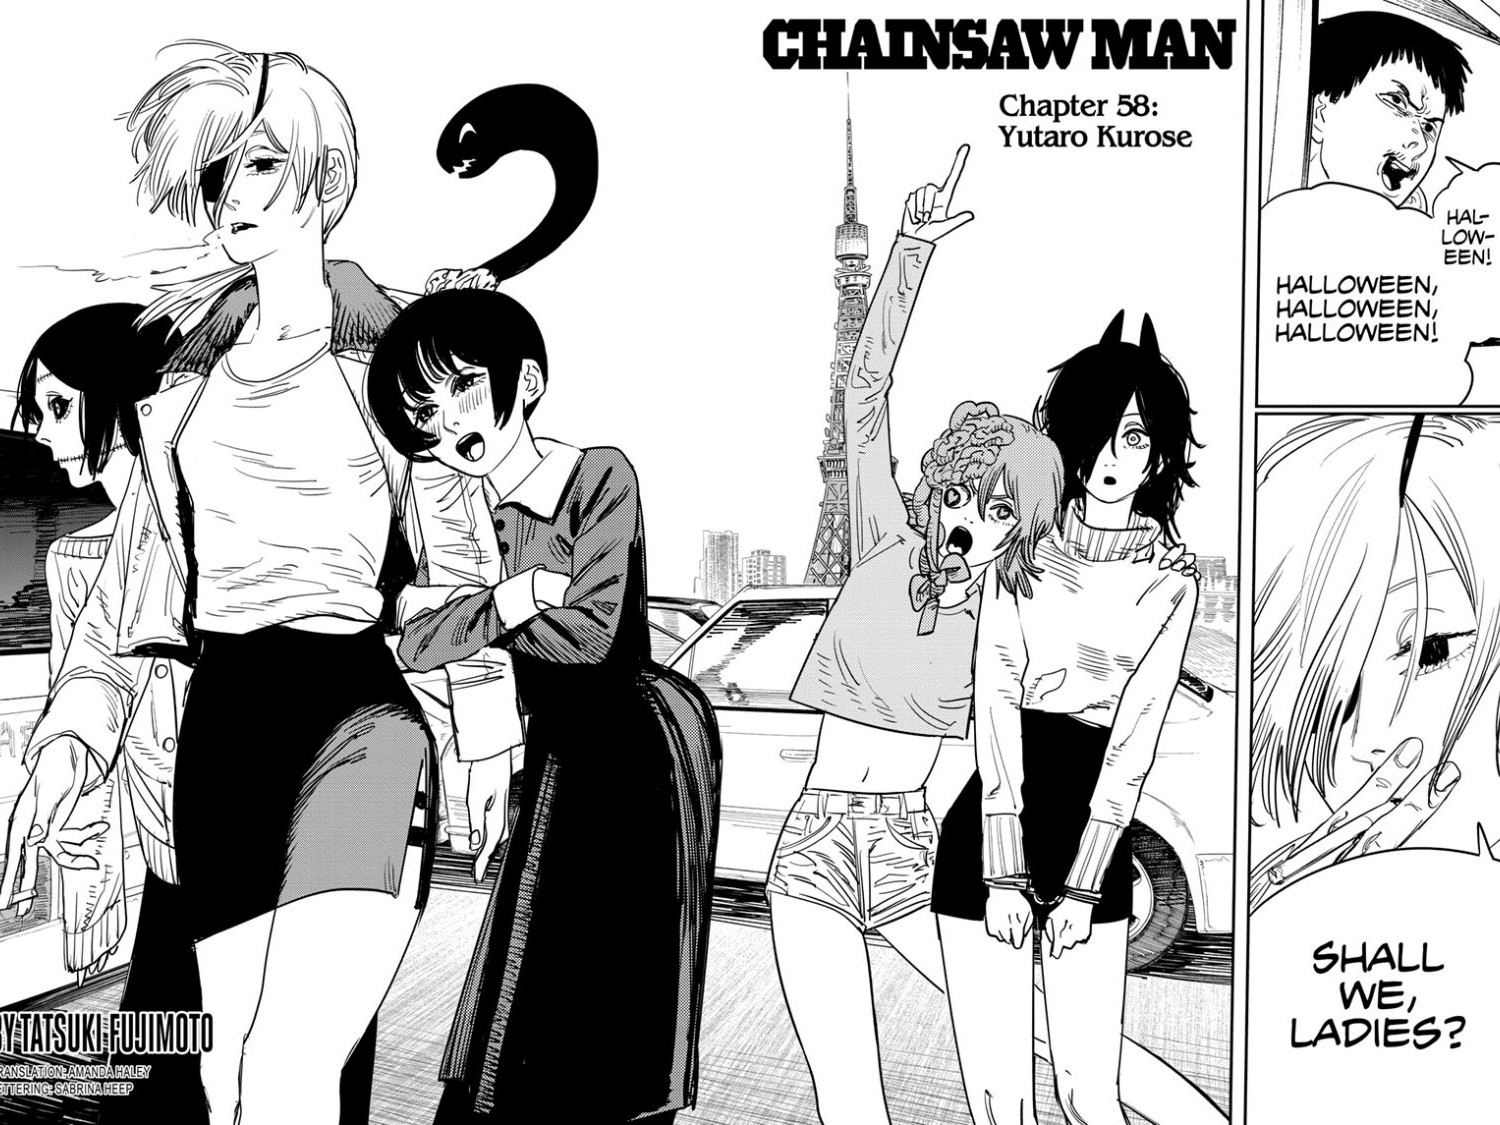 CHAINSAW MAN
Chapter 58:
Yutaro Kurose
HAL-
LOW-
EEN!
HALLOWEEN,
HALLOWEEN,
HALLOWEEN!
SHALL
WE,
LADIES?
BY TATSUKI FUJIMOTO
TRANSLATION: AMANDA HALEY
LETTERING: SABRINA HEEP